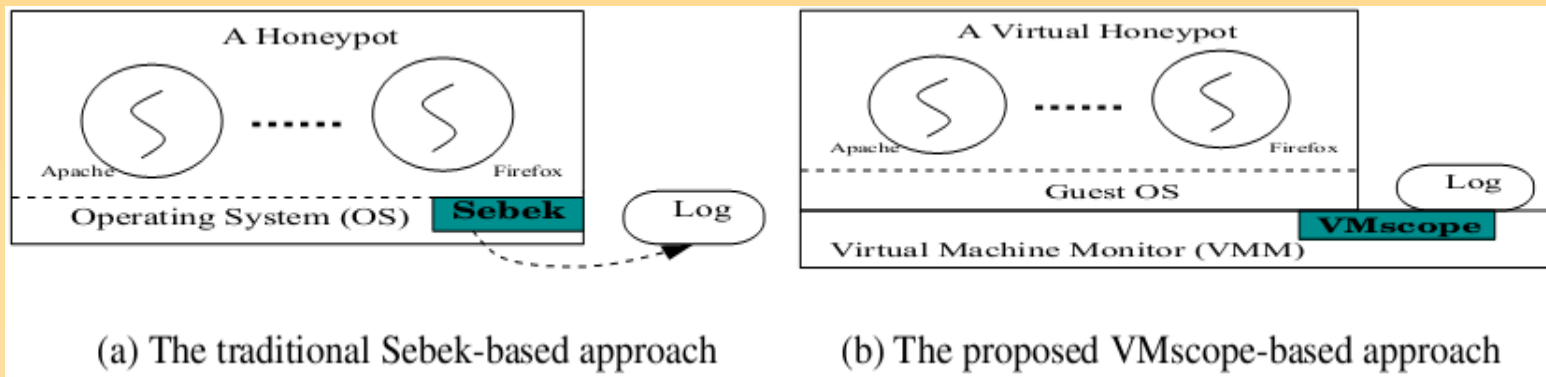 A Honeypot
Apache
Firefox
Operating System (OS)
Sebek
Log
(a) The traditional Sebek-based approach
A Virtual Honeypot
Apache
Firefox
Guest OS
Log
VMscope
Virtual Machine Monitor (VMM)
(b) The proposed VMscope-based approach